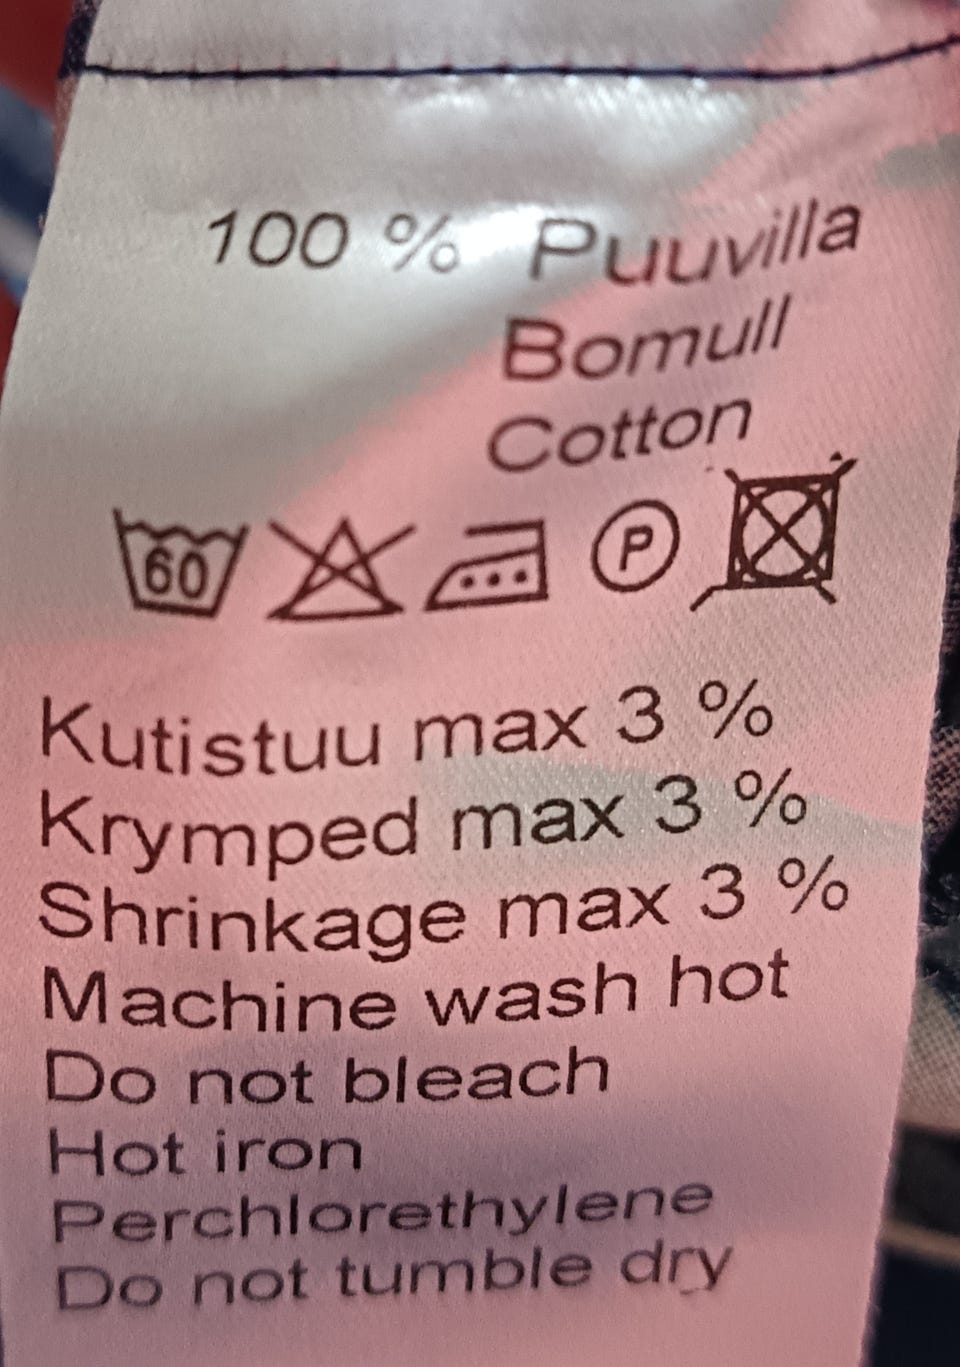 100 % Puuvilla
Bomull
Cotton
60 P
Kutistuu max 3 %
Krymped max 3 %
Shrinkage max 3 %
Machine wash hot
Do not bleach
Hot iron
Perchlorethylene
Do not tumble dry